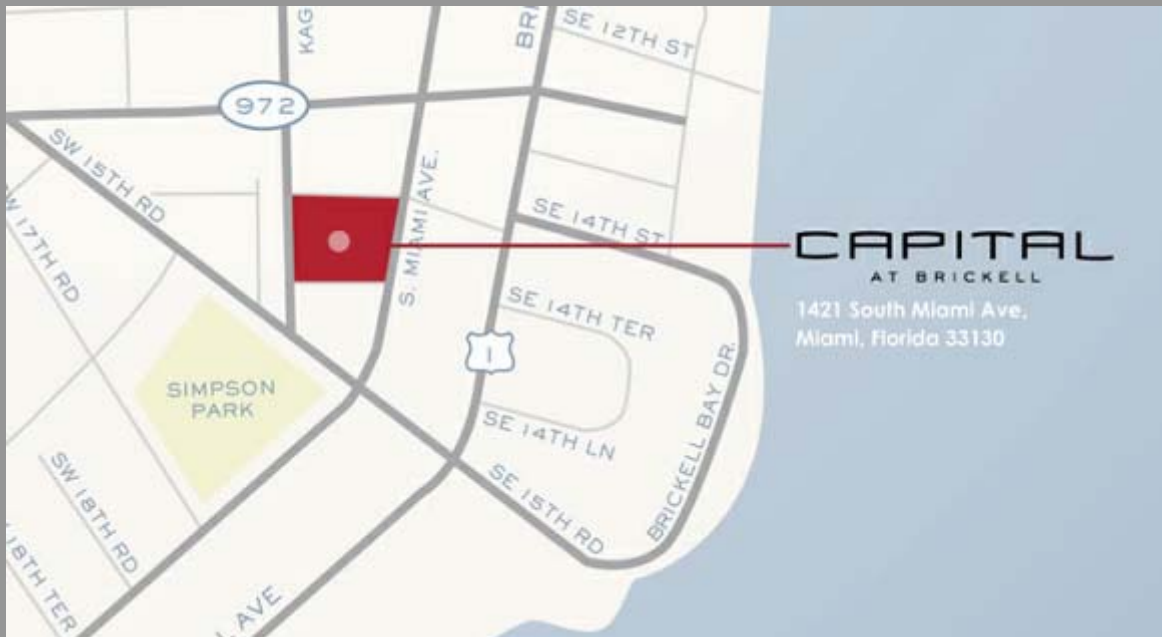 KAG
BRI
SE 12TH ST
972
SW 15TH RD
W 17TH RD
S. MIAMI AVE.
SE 14TH ST
CAPITAL
AT BRICKELL
1421 South Miami Ave,
Miami, Florida 33130
SE 14TH TER
1
BRICKELL BAY DR.
SIMPSON
PARK
SE 14TH LN
SW 18TH RD
SE 15TH RD
18TH TER
L AVE